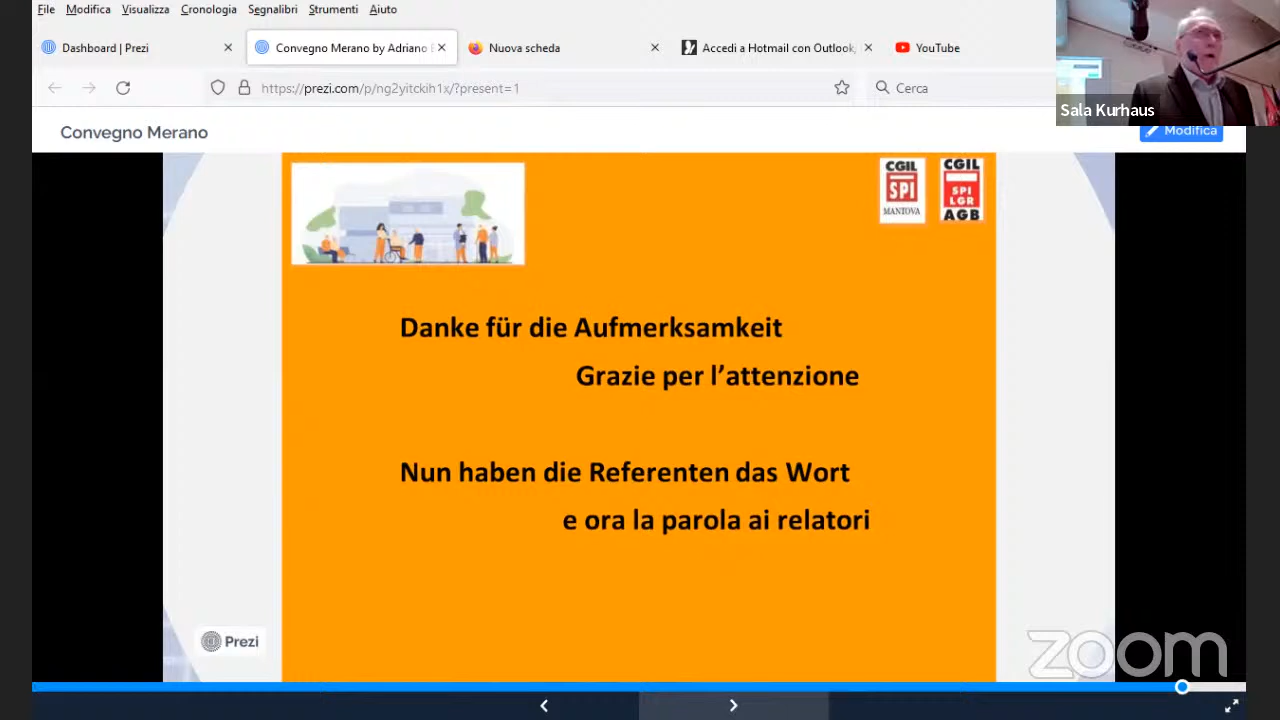 File Modifica Visualizza Cronologia Segnalibri Strumenti Aiuto
Dashboard | Prezi
Convegno Merano by Adriano
Nuova scheda
Accedi a Hotmail con Outlook,
YouTube
https://prezi.com/p/ng2yitckih1x/?present=1
Cerca
Sala Kurhaus
Convegno Merano
Modifica
CGIL
SPI
MANTOVA
CGIL
SPI
LGR
AGB
Danke für die Aufmerksamkeit
Grazie per l’attenzione
Nun haben die Referenten das Wort
e ora la parola ai relatori
Prezi
zoom